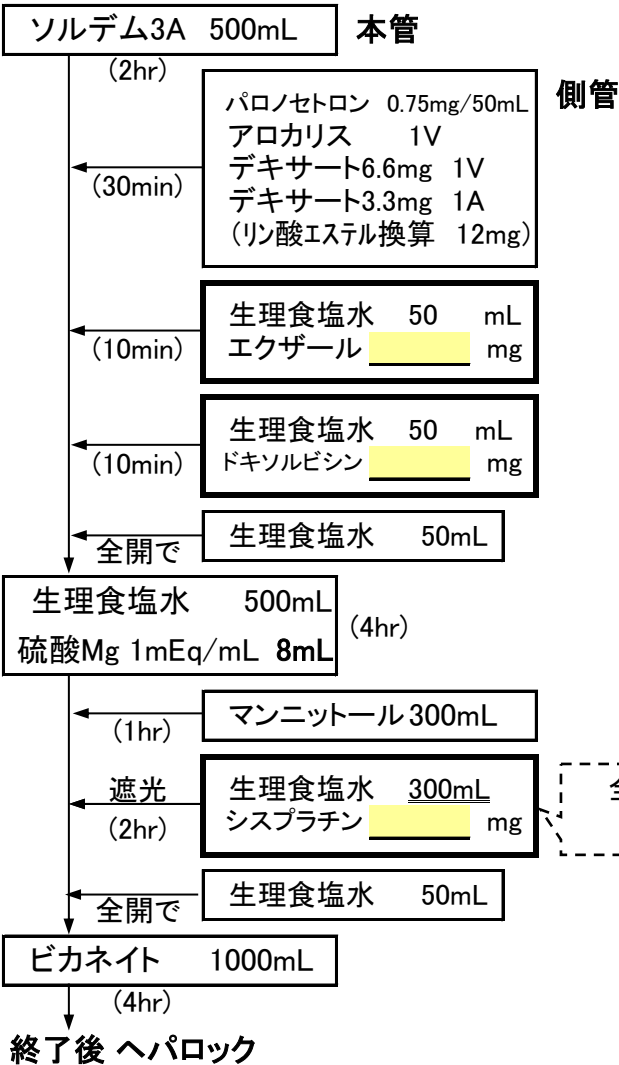 ソルデム3A 500mL
本管
(2hr)
側管
パロノセトロン 0.75mg/50mL
アロカリス 1V
デキサート6.6mg 1V
デキサート3.3mg 1A
(リン酸エステル換算 12mg)
(30min)
生理食塩水 50 mL
エクザール mg
(10min)
生理食塩水 50 mL
ドキソルビシン mg
(10min)
生理食塩水 50mL
全開で
生理食塩水 500mL
硫酸Mg 1mEq/mL 8mL
(4hr)
マンニットール300mL
(1hr)
遮光
生理食塩水 300mL
シスプラチン mg
(2hr)
生理食塩水 50mL
全開で
ビカネイト 1000mL
(4hr)
終了後 ヘパロック